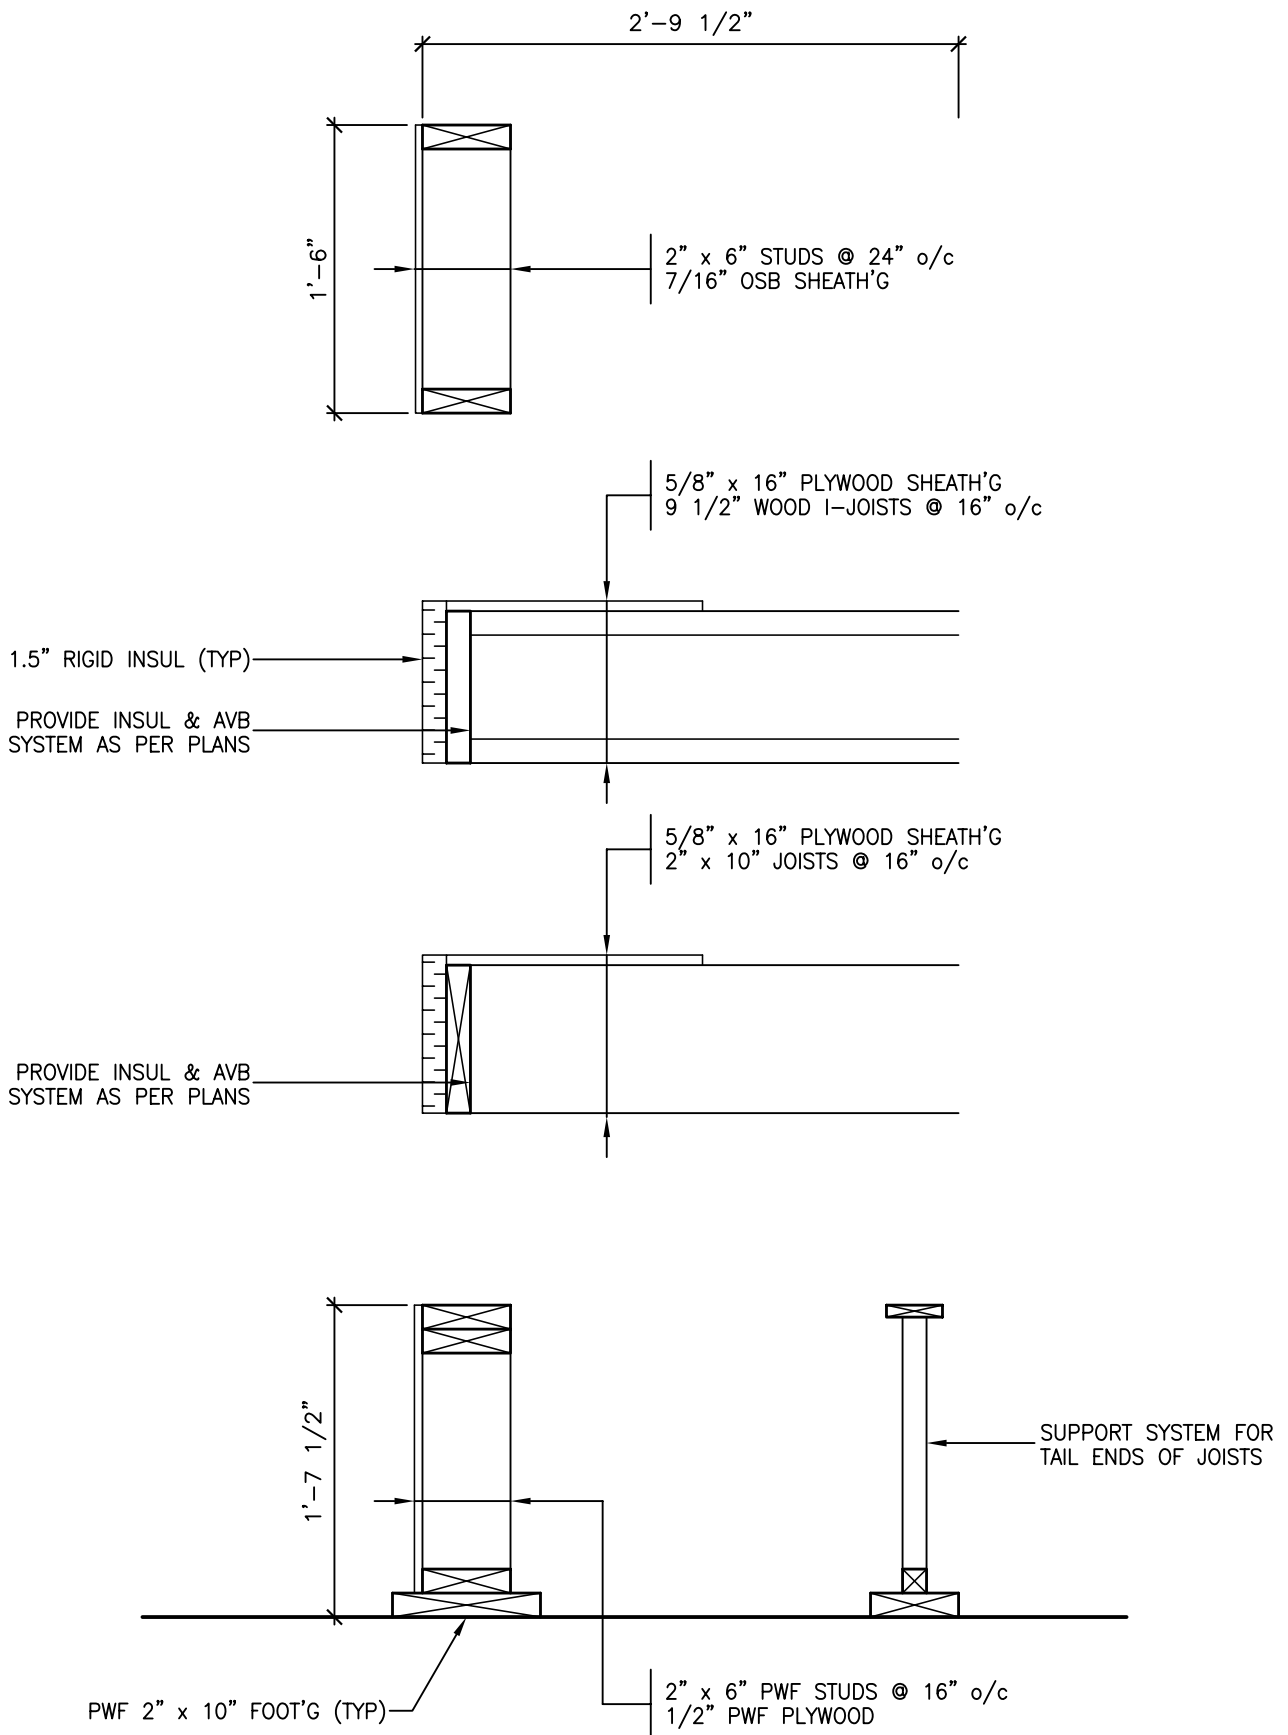 2'-9 1/2"
1'-6"
2" x 6" STUDS @ 24" o/c
7/16" OSB SHEATH'G
5/8" x 16" PLYWOOD SHEATH'G
9 1/2" WOOD I-JOISTS @ 16" o/c
1.5" RIGID INSUL (TYP)
PROVIDE INSUL & AVB
SYSTEM AS PER PLANS
5/8" x 16" PLYWOOD SHEATH'G
2" x 10" JOISTS @ 16" o/c
PROVIDE INSUL & AVB
SYSTEM AS PER PLANS
1'-7 1/2"
SUPPORT SYSTEM FOR
TAIL ENDS OF JOISTS
PWF 2" x 10" FOOT'G (TYP)
2" x 6" PWF STUDS @ 16" o/c
1/2" PWF PLYWOOD